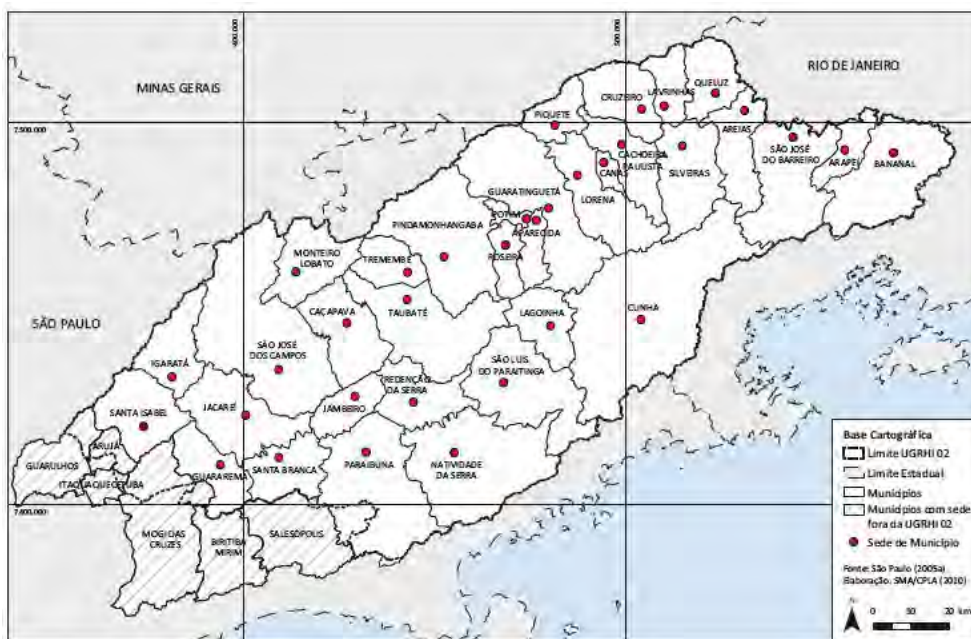 400.000
500.000
RIO DE JANEIRO
MINAS GERAIS
QUELUZ
LAVRINHAS
CRUZEIRO
PIQUETE
7.500.000
AREIAS
SÃO JOSÉ
DO BARREIRO
ARAPEÍ
BANANAL
CACHOEIRA
PAULISTA
CANAS
SILVEIRAS
LORENA
GUARATINGUETÁ
POTIM
APARECIDA
PINDAMONHANGABA
ROSEIRA
MONTEIRO
LOBATO
TREMEMBÉ
TAUBATÉ
CAÇAPAVA
LAGOINHA
CUNHA
SÃO PAULO
SÃO JOSÉ
DOS CAMPOS
SÃO LUIS
DO PARAITINGA
IGARATÁ
REDENÇÃO
DA SERRA
JACAREÍ
JAMBEIRO
SANTA ISABEL
ARUJÁ
GUARULHOS
ITAQUAQUECETUBA
GUARAREMA
SANTA BRANCA
PARAIBUNA
NATIVIDADE
DA SERRA
7.400.000
MOGI DAS
CRUZES
BIRITIBA
MIRIM
SALESÓPOLIS
Base Cartográfica
Limite UGRHI 02
Limite Estadual
Municípios
Municípios com sede
fora da UGRHI 02
Sede de Município
Fonte: São Paulo (2005a)
Elaboração: SMA/CPLA (2010)
0 10 20 km